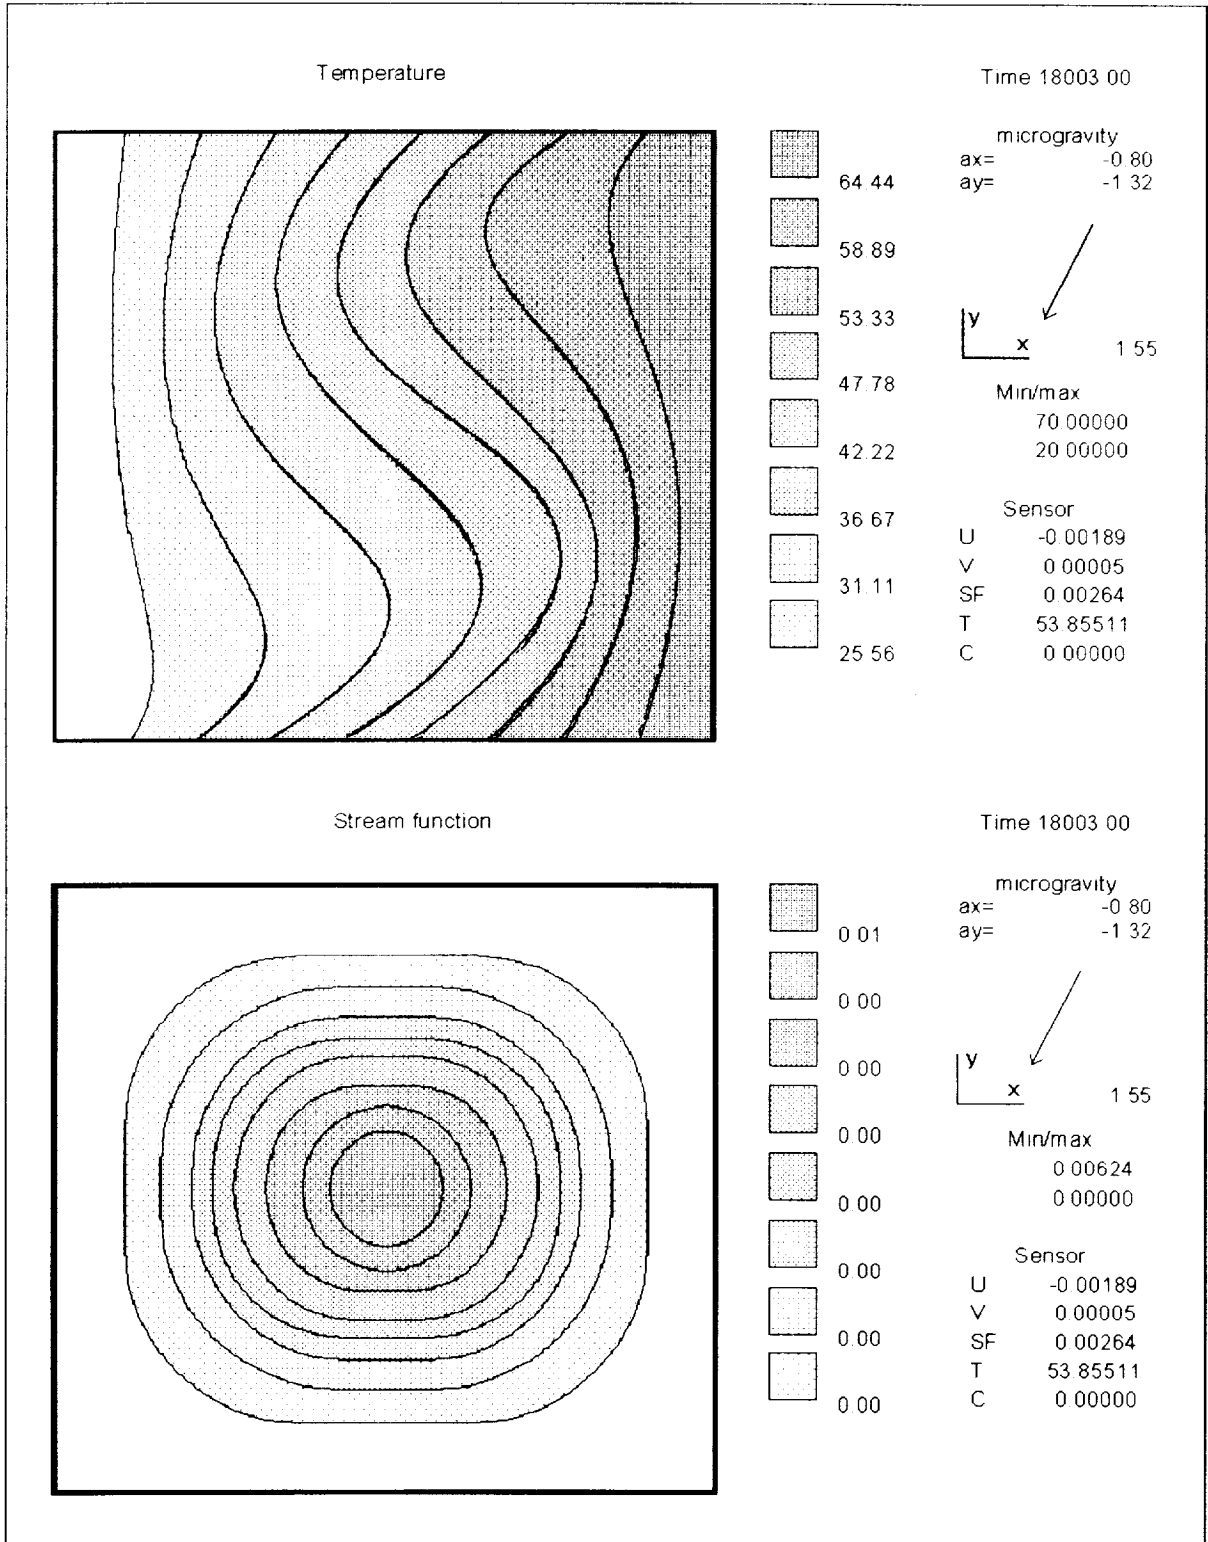 Temperature
Time 18003 00
microgravity
ax= -0 80
ay= -1 32
64 44
58 89
53 33
47 78
42 22
36 67
31 11
25 56
y
x
1 55
Min/max
70 00000
20 00000
Sensor
U -0.00189
V 0.00005
SF 0.00264
T 53.85511
C 0 00000
Stream function
Time 18003 00
microgravity
ax= -0 80
ay= -1 32
0 01
0 00
0 00
0 00
0 00
0 00
0 00
0 00
y
x
1 55
Min/max
0 00624
0 00000
Sensor
U -0 00189
V 0.00005
SF 0.00264
T 53.85511
C 0 00000